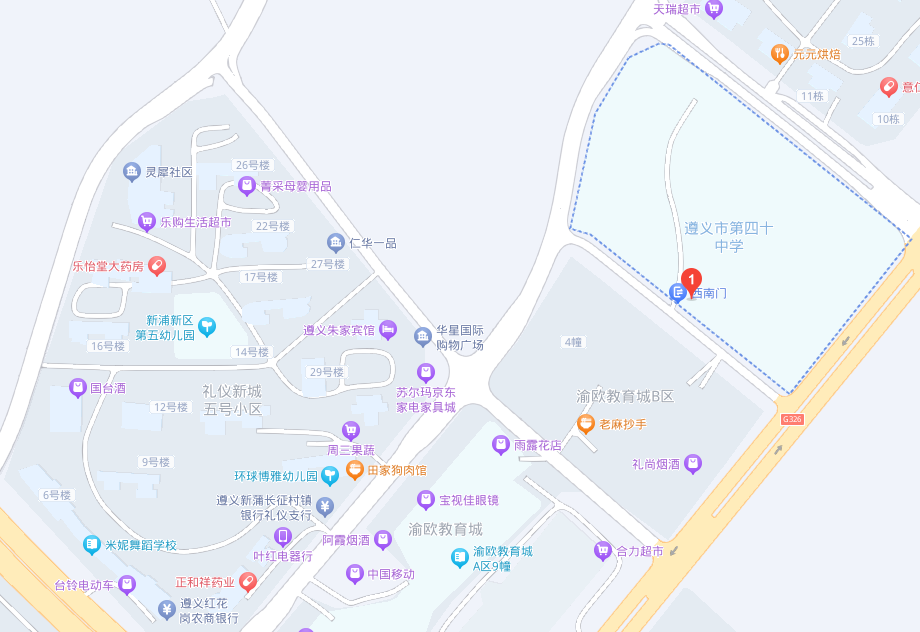 天瑞超市
25栋
元元烘焙
11栋
10栋
灵犀社区
26号楼
菁采母婴用品
乐购生活超市
22号楼
遵义市第四十
中学
仁华一品
乐怡堂大药房
27号楼
17号楼
1
西南门
新浦新区
第五幼儿园
遵义朱家宾馆
华星国际
购物广场
16号楼
14号楼
4幢
29号楼
国台酒
礼仪新城
五号小区
苏尔玛京东
家电家具城
渝欧教育城B区
12号楼
G326
老麻抄手
周三果蔬
雨露花店
9号楼
礼尚烟酒
环球博雅幼儿园
田家狗肉馆
6号楼
遵义新蒲长征村镇
银行礼仪支行
宝视佳眼镜
渝欧教育城
米妮舞蹈学校
叶红电器行
阿霞烟酒
渝欧教育城
A区9幢
合力超市
台铃电动车
正和祥药业
中国移动
遵义红花
岗农商银行